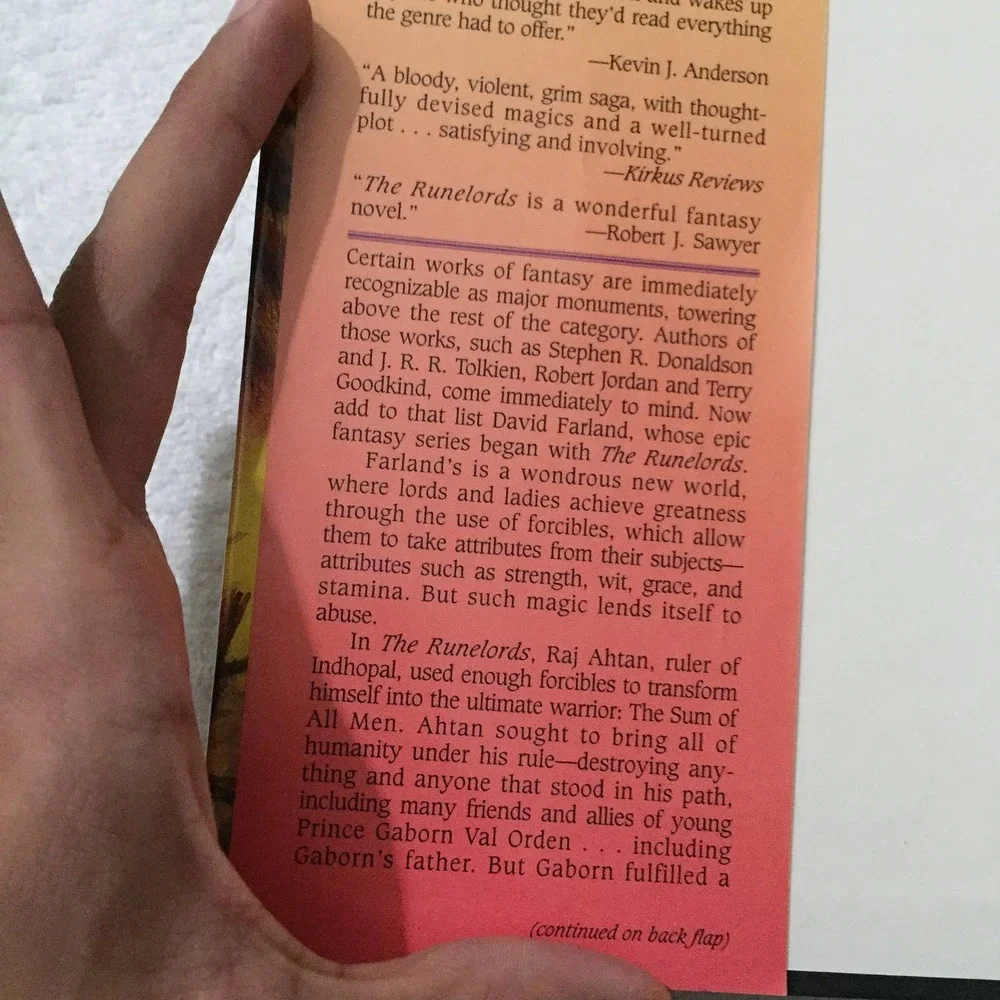 and wakes up
who thought they'd read everything
the genre had to offer."
—Kevin J. Anderson
"A bloody, violent, grim saga, with thought-
fully devised magics and a well-turned
plot . . . satisfying and involving."
—Kirkus Reviews
"The Runelords is a wonderful fantasy
novel."
—Robert J. Sawyer
Certain works of fantasy are immediately
recognizable as major monuments, towering
above the rest of the category. Authors of
those works, such as Stephen R. Donaldson
and J. R. R. Tolkien, Robert Jordan and Terry
Goodkind, come immediately to mind. Now
add to that list David Farland, whose epic
fantasy series began with The Runelords.
Farland's is a wondrous new world,
where lords and ladies achieve greatness
through the use of forcibles, which allow
them to take attributes from their subjects—
attributes such as strength, wit, grace, and
stamina. But such magic lends itself to
abuse.
In The Runelords, Raj Ahtan, ruler of
Indhopal, used enough forcibles to transform
himself into the ultimate warrior: The Sum of
All Men. Ahtan sought to bring all of
humanity under his rule—destroying any-
thing and anyone that stood in his path,
including many friends and allies of young
Prince Gaborn Val Orden . . . including
Gaborn's father. But Gaborn fulfilled a
(continued on back flap)